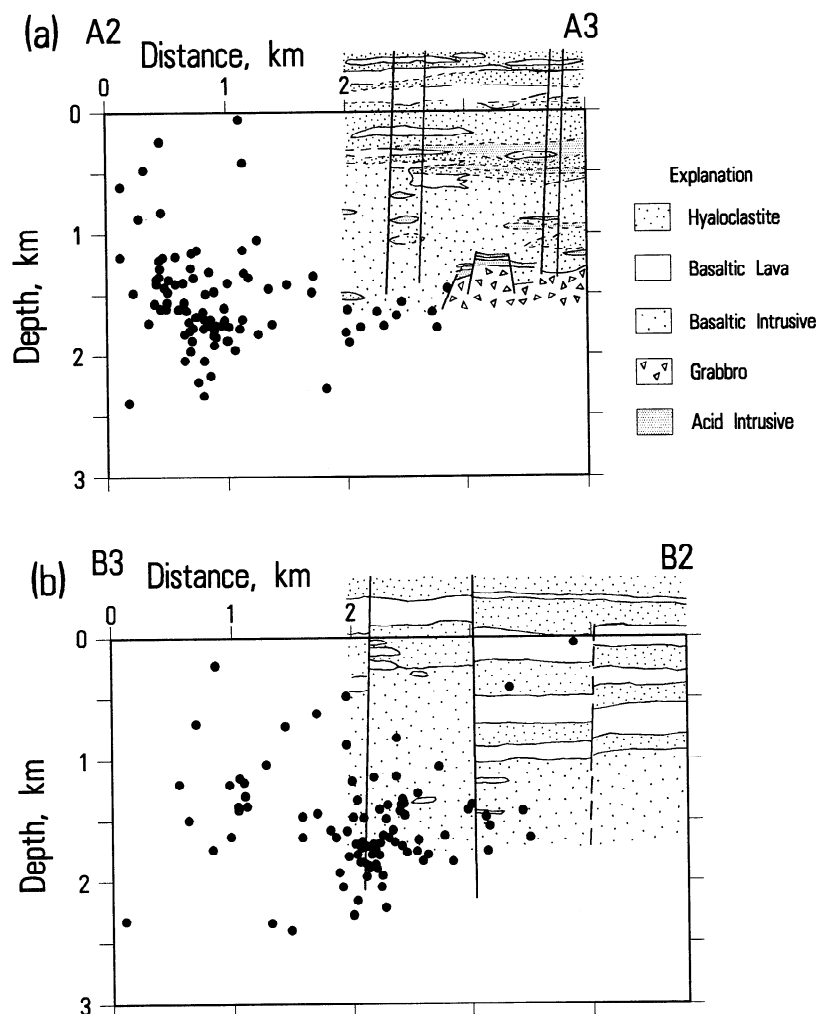 (a) A2 A3
Distance, km
0 1 2
0
1
2
3
Depth, km
Explanation
Hyaloclastite
Basaltic Lava
Basaltic Intrusive
Grabbro
Acid Intrusive
(b) B3 B2
Distance, km
0 1 2
0
1
2
3
Depth, km